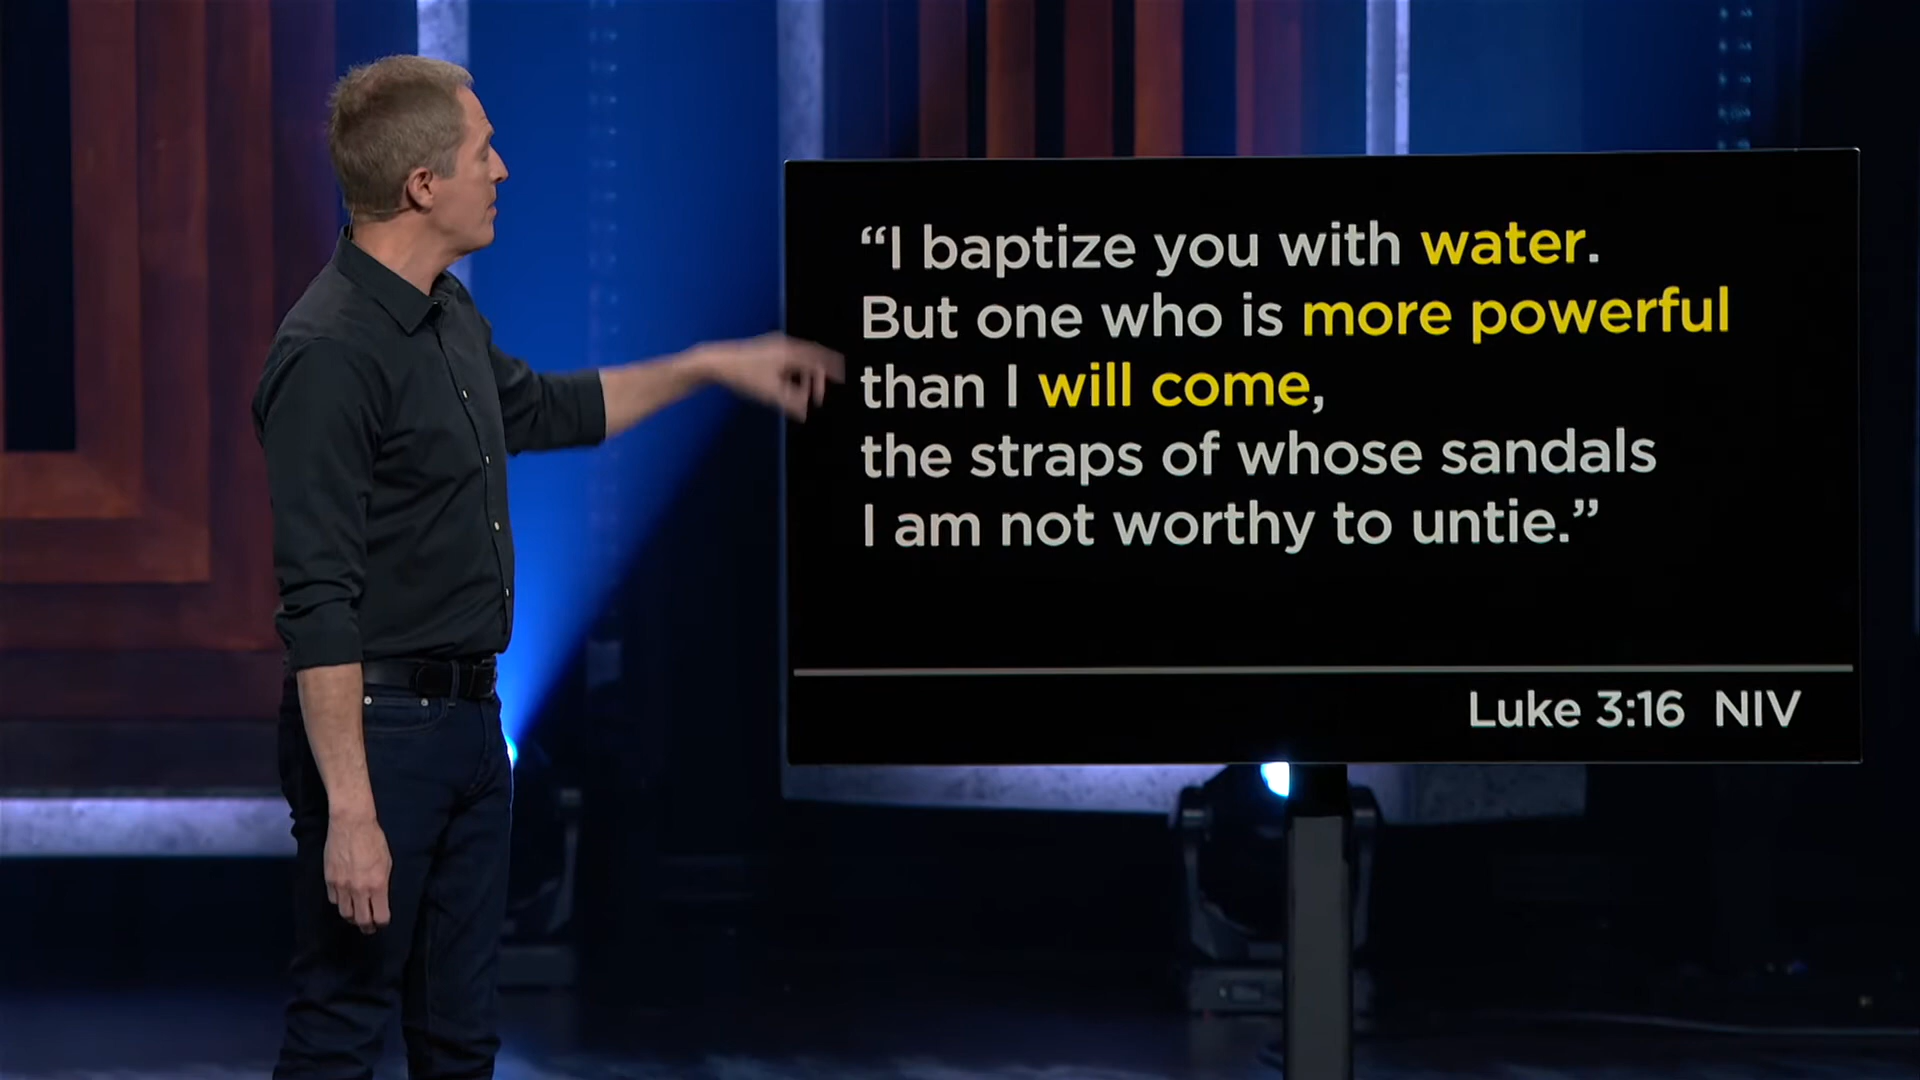 “I baptize you with water.
But one who is more powerful
than I will come,
the straps of whose sandals
I am not worthy to untie.”
Luke 3:16 NIV